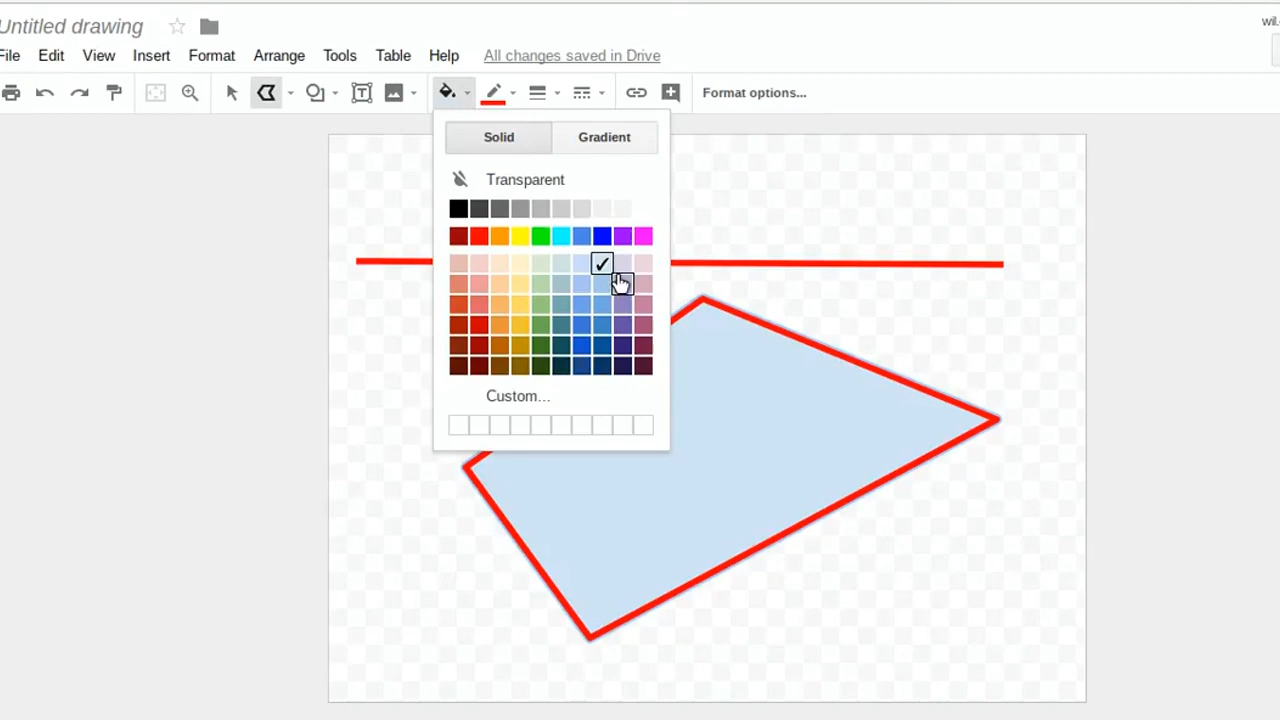 Untitled drawing
wil.
File Edit View Insert Format Arrange Tools Table Help All changes saved in Drive
Format options...
Solid Gradient
Transparent
Custom...